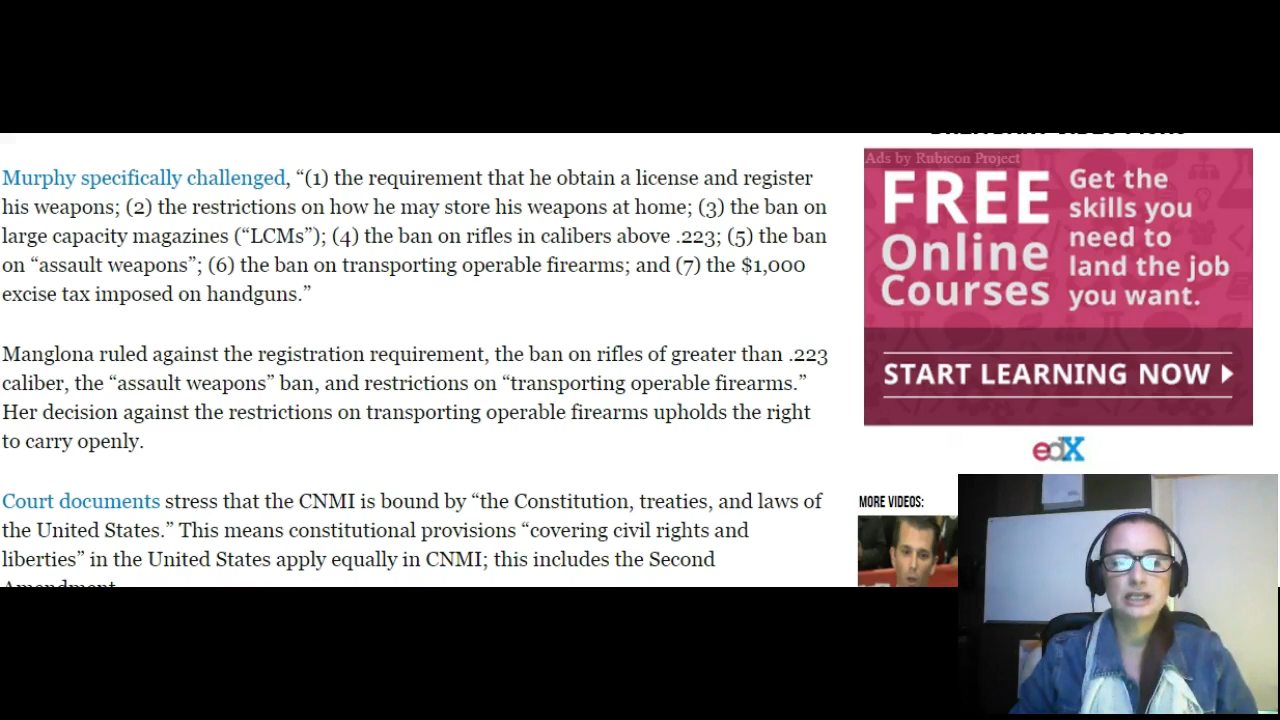 Murphy specifically challenged, “(1) the requirement that he obtain a license and register
his weapons; (2) the restrictions on how he may store his weapons at home; (3) the ban on
large capacity magazines (“LCMs”); (4) the ban on rifles in calibers above .223; (5) the ban
on “assault weapons”; (6) the ban on transporting operable firearms; and (7) the $1,000
excise tax imposed on handguns.”
Manglona ruled against the registration requirement, the ban on rifles of greater than .223
caliber, the “assault weapons” ban, and restrictions on “transporting operable firearms.”
Her decision against the restrictions on transporting operable firearms upholds the right
to carry openly.
Court documents stress that the CNMI is bound by “the Constitution, treaties, and laws of
the United States.” This means constitutional provisions “covering civil rights and
liberties” in the United States apply equally in CNMI; this includes the Second
Amendment
Ads by Rubicon Project
FREE
Online
Courses
Get the
skills you
need to
land the job
you want.
START LEARNING NOW
edX
MORE VIDEOS: